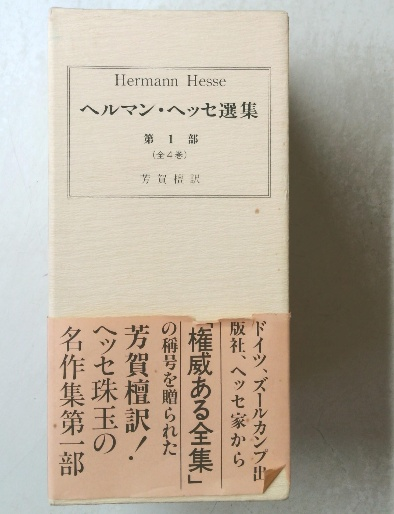 Hermann Hesse
ヘルマン・ヘッセ選集
第 1 部
(全4巻)
芳賀檀訳
ドイツ、ズールカンプ出
版社、ヘッセ家から
「権威ある全集」
の稱号を贈られた
芳賀檀訳！
ヘッセ珠玉の
名作集第一部